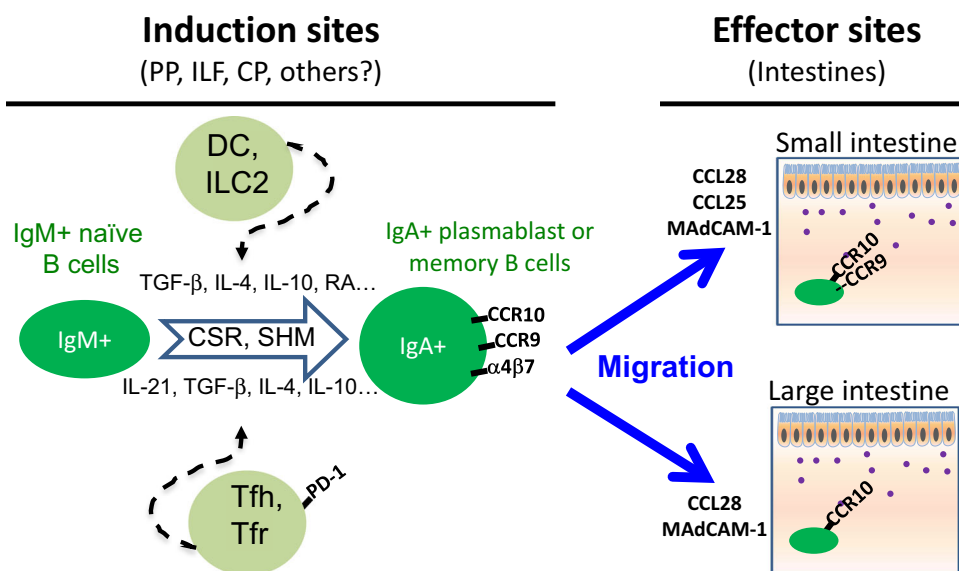 Induction sites
(PP, ILF, CP, others?)
Effector sites
(Intestines)
DC,
ILC2
IgM+ naïve
B cells
TGF-β, IL-4, IL-10, RA…
IgM+
CSR, SHM
IL-21, TGF-β, IL-4, IL-10…
Tfh,
Tfr
PD-1
IgA+ plasmablast or
memory B cells
IgA+
CCR10
CCR9
α4β7
Migration
Small intestine
CCL28
CCL25
MAdCAM-1
CCR10
CCR9
Large intestine
CCL28
MAdCAM-1
CCR10